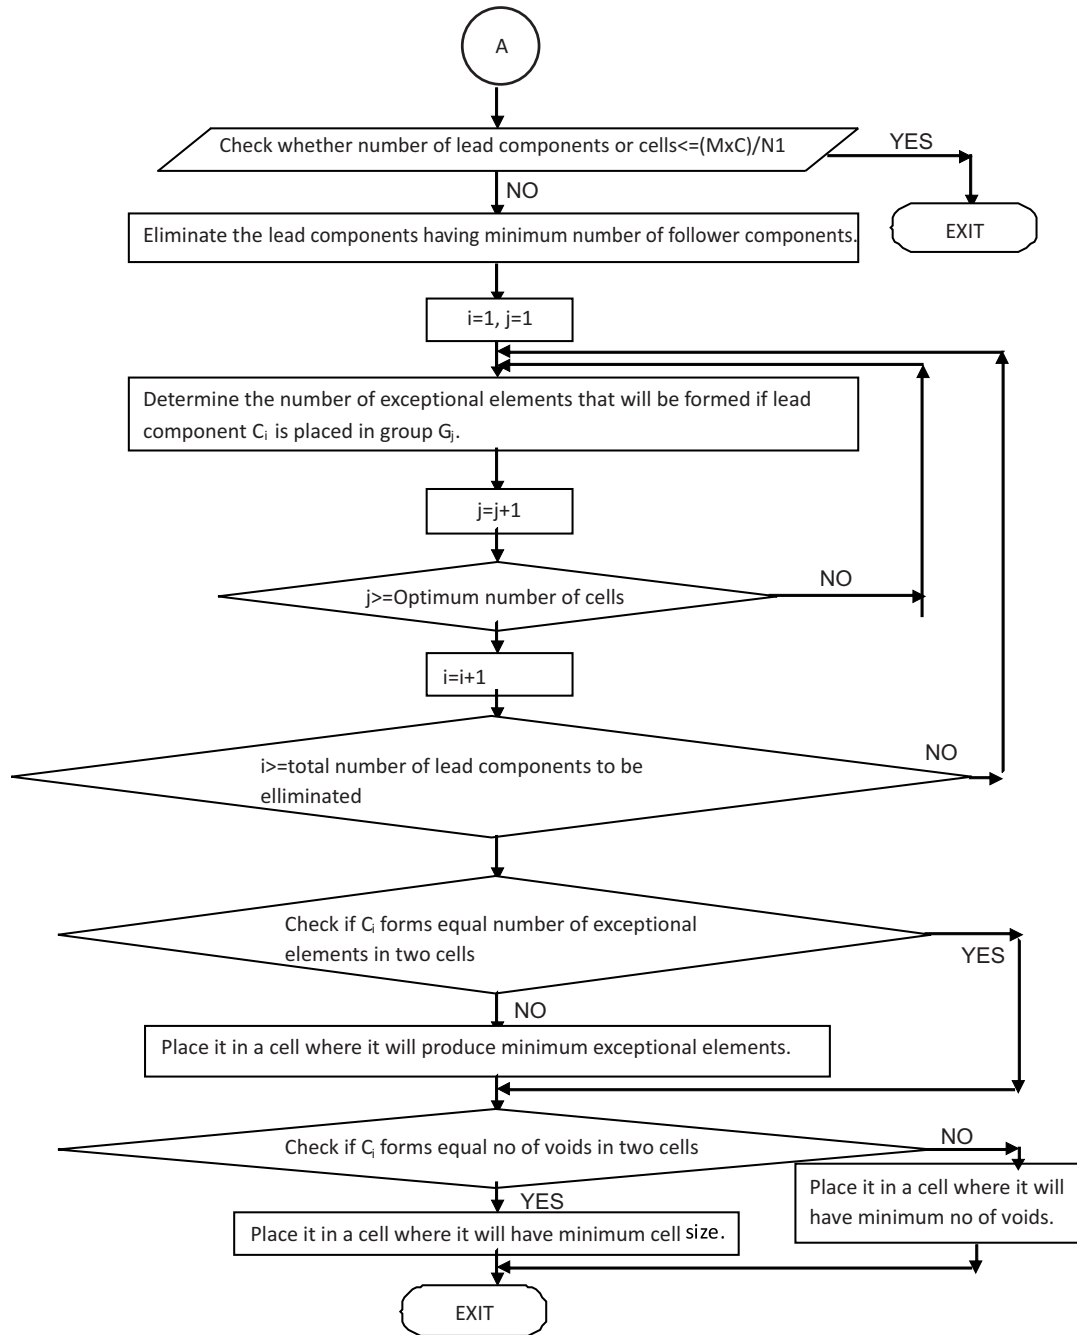 A
Check whether number of lead components or cells<=(MxC)/N1
YES
NO
EXIT
Eliminate the lead components having minimum number of follower components.
i=1, j=1
Determine the number of exceptional elements that will be formed if lead
component Cᵢ is placed in group Gⱼ.
j=j+1
NO
j>=Optimum number of cells
i=i+1
NO
i>=total number of lead components to be
elliminated
Check if Cᵢ forms equal number of exceptional
elements in two cells
YES
NO
Place it in a cell where it will produce minimum exceptional elements.
Check if Cᵢ forms equal no of voids in two cells
NO
YES
Place it in a cell where it will
have minimum no of voids.
Place it in a cell where it will have minimum cell size.
EXIT